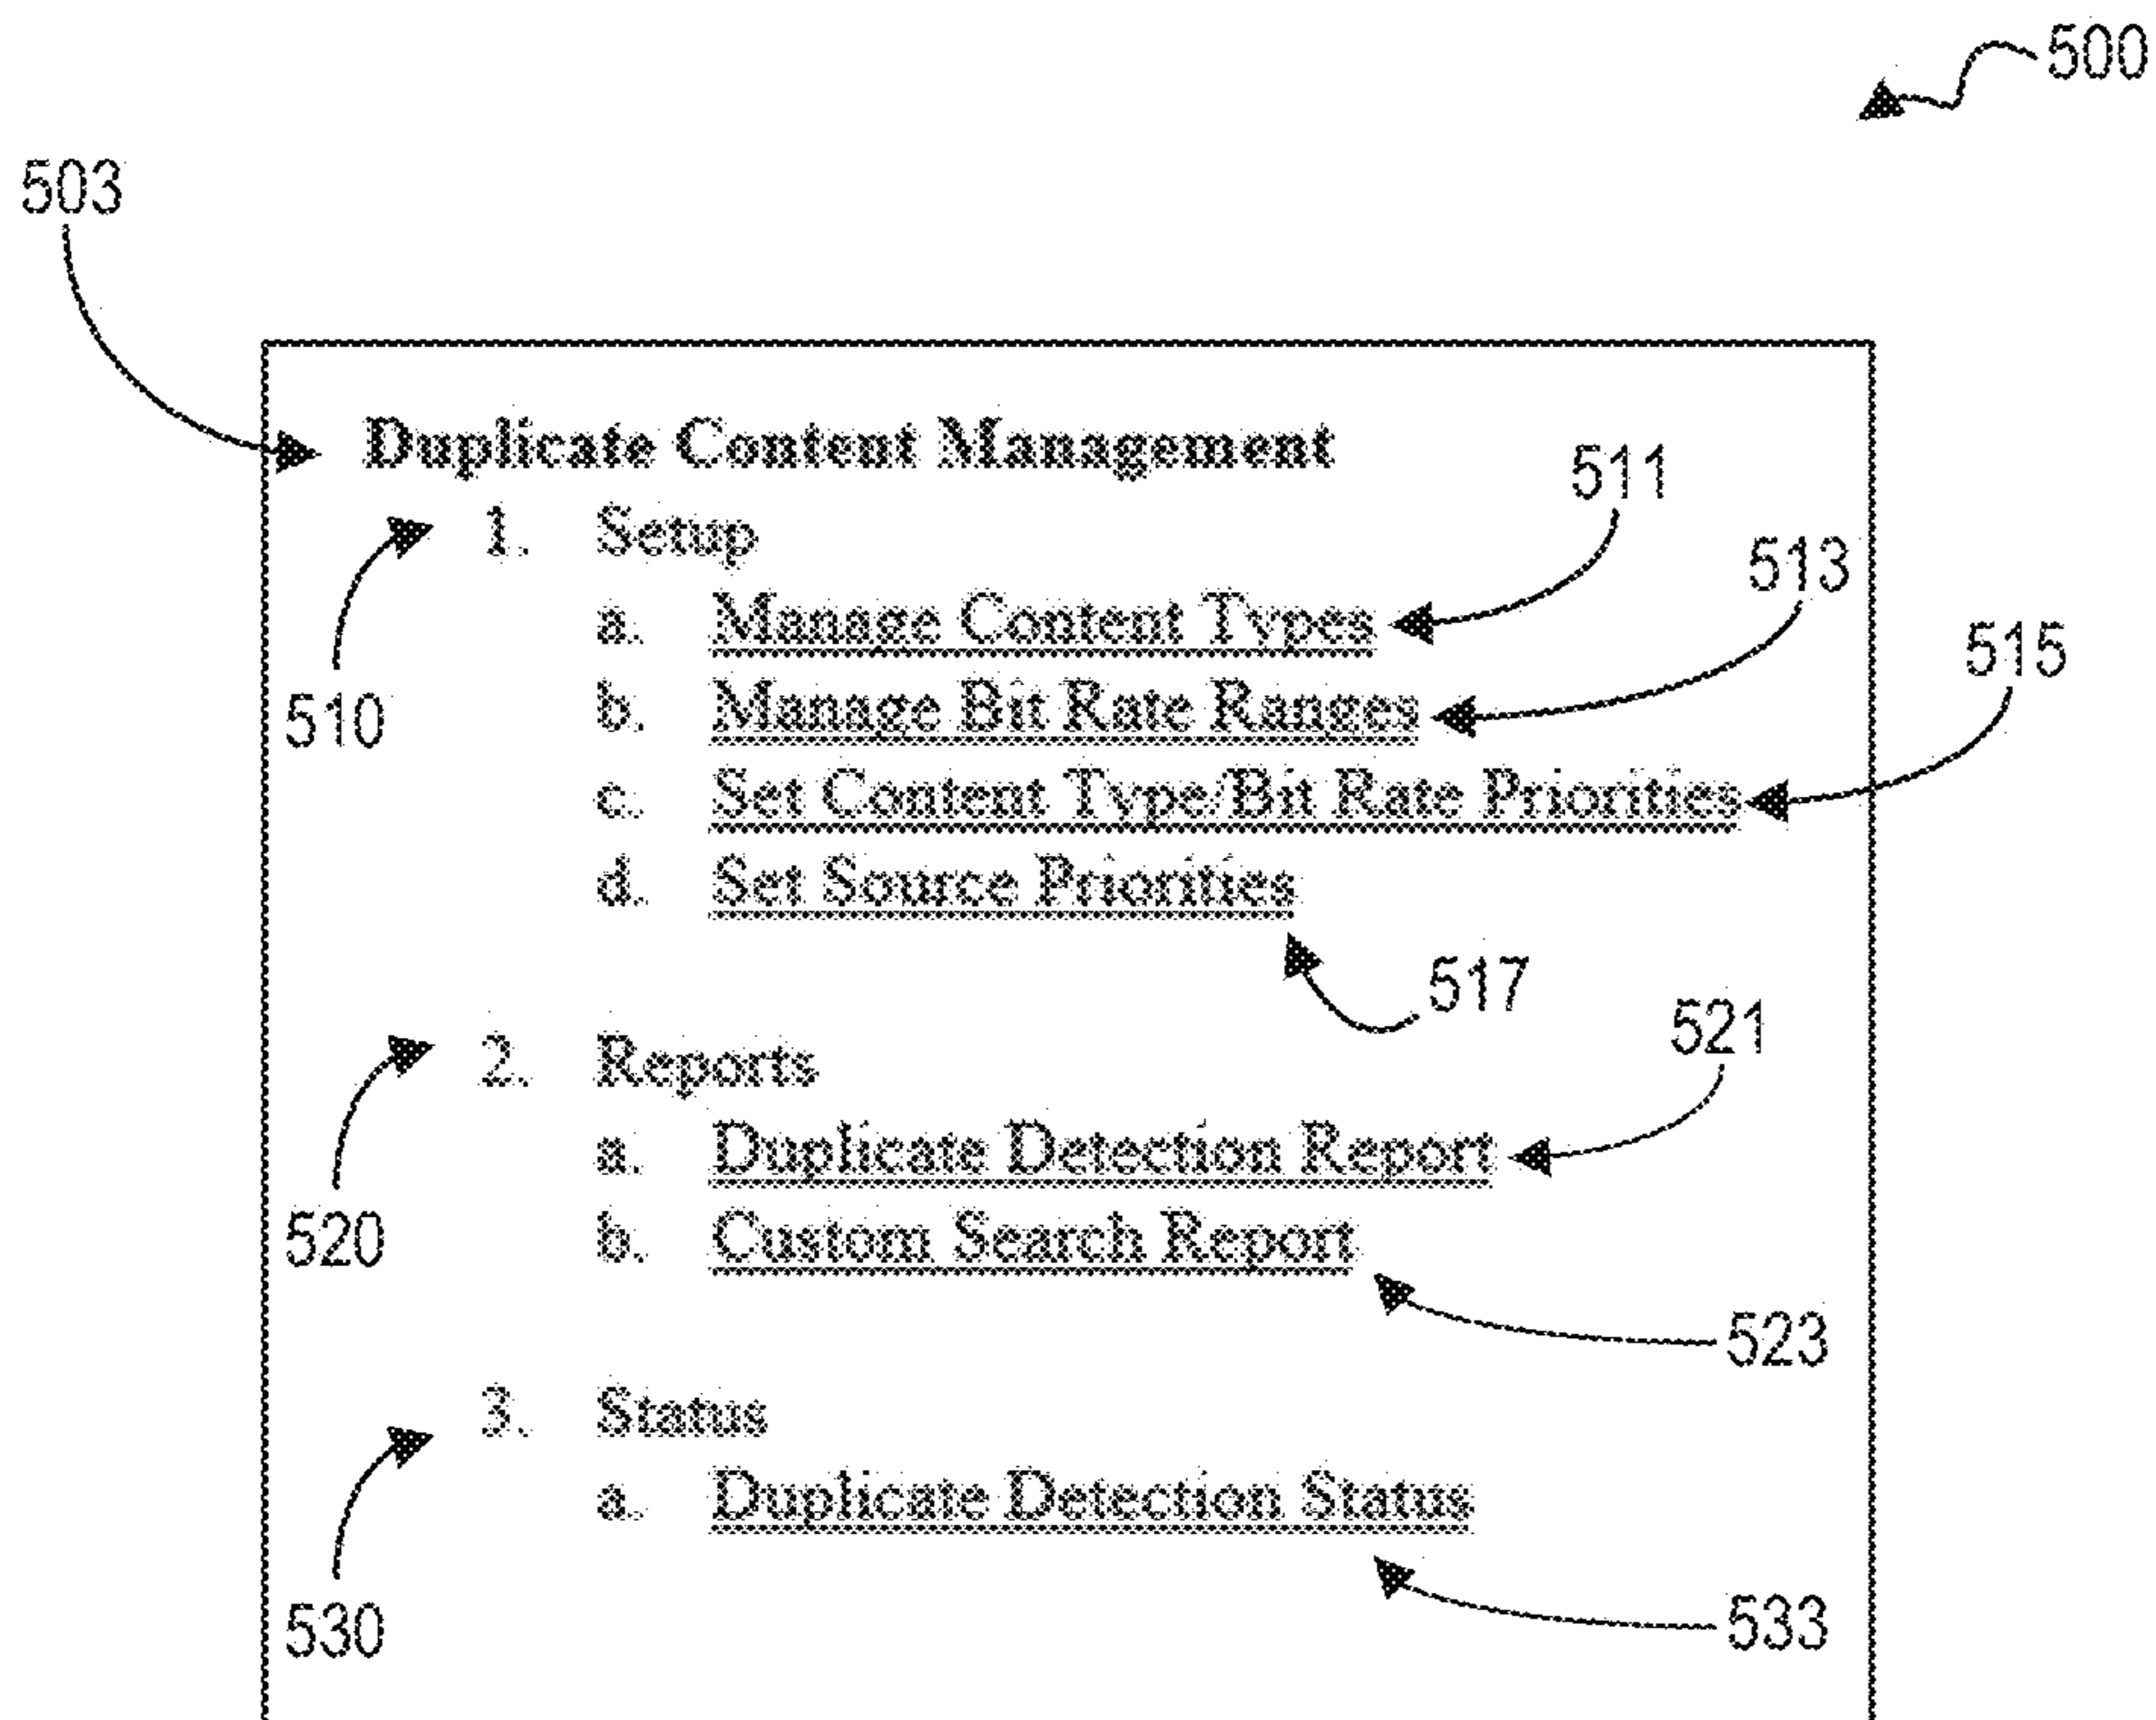 500
503
Duplicate Content Management
511
1. Setup
513
a. Manage Content Types
515
510
b. Manage Bit Rate Ranges
c. Set Content Type/Bit Rate Priorities
d. Set Source Priorities
517
521
2. Reports
a. Duplicate Detection Report
520
b. Custom Search Report
523
3. Status
a. Duplicate Detection Status
530
533